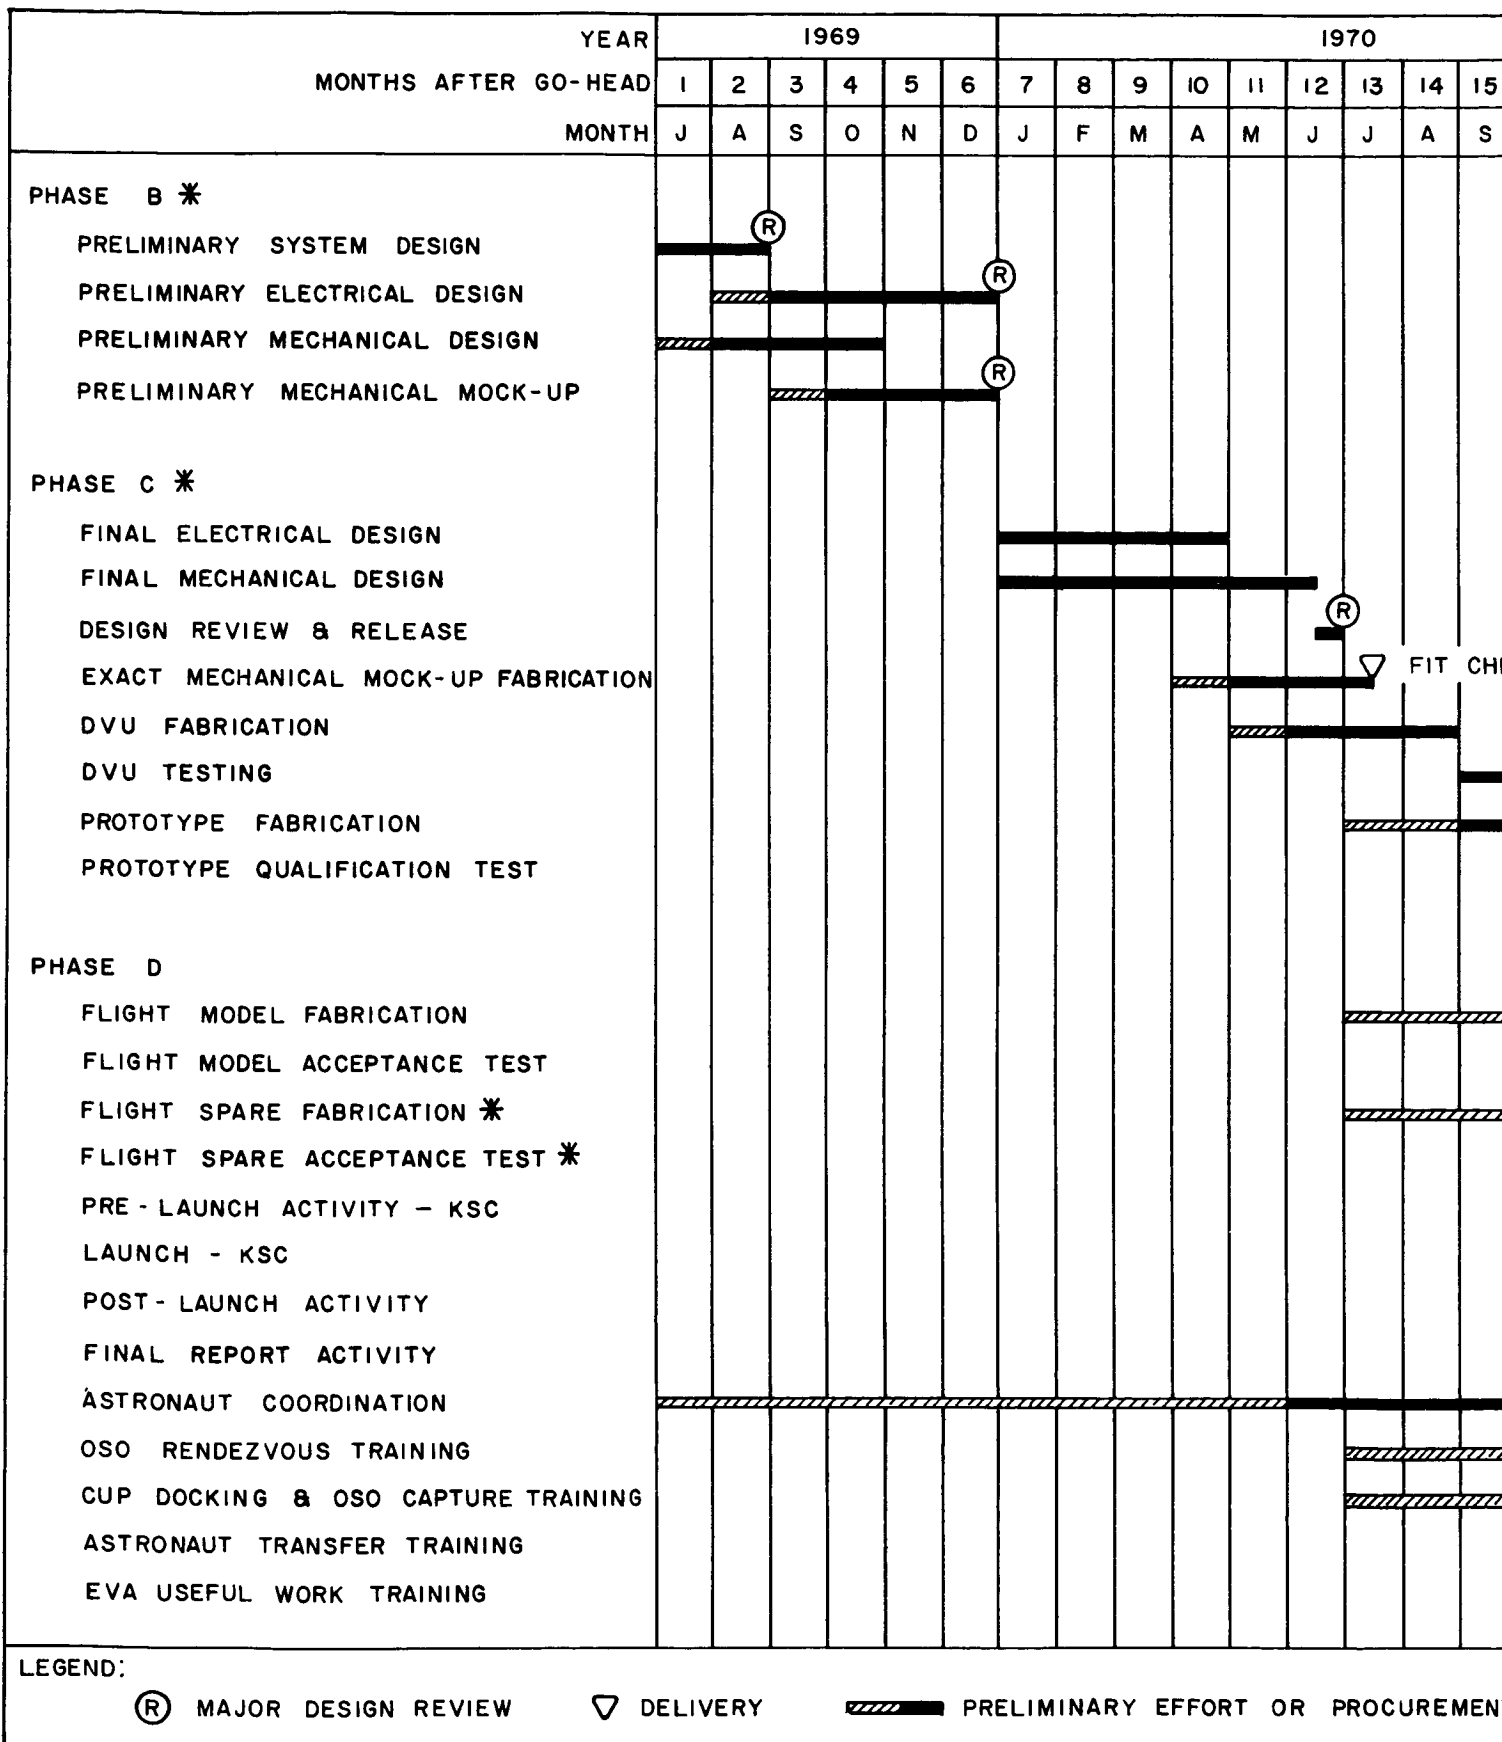 YEAR 1969 1970
MONTHS AFTER GO-HEAD 1 2 3 4 5 6 7 8 9 10 11 12 13 14 15
MONTH J A S O N D J F M A M J J A S
PHASE B *
R
PRELIMINARY SYSTEM DESIGN
R
PRELIMINARY ELECTRICAL DESIGN
PRELIMINARY MECHANICAL DESIGN
R
PRELIMINARY MECHANICAL MOCK-UP
PHASE C *
FINAL ELECTRICAL DESIGN
FINAL MECHANICAL DESIGN
R
DESIGN REVIEW & RELEASE
EXACT MECHANICAL MOCK-UP FABRICATION FIT
DVU FABRICATION
DVU TESTING
PROTOTYPE FABRICATION
PROTOTYPE QUALIFICATION TEST
PHASE D
FLIGHT MODEL FABRICATION
FLIGHT MODEL ACCEPTANCE TEST
FLIGHT SPARE FABRICATION *
FLIGHT SPARE ACCEPTANCE TEST *
PRE - LAUNCH ACTIVITY - KSC
LAUNCH - KSC
POST - LAUNCH ACTIVITY
FINAL REPORT ACTIVITY
ASTRONAUT COORDINATION
OSO RENDEZVOUS TRAINING
CUP DOCKING & OSO CAPTURE TRAINING
ASTRONAUT TRANSFER TRAINING
EVA USEFUL WORK TRAINING
LEGEND:
R MAJOR DESIGN REVIEW DELIVERY PRELIMINARY EFFORT OR PROCUREMEN